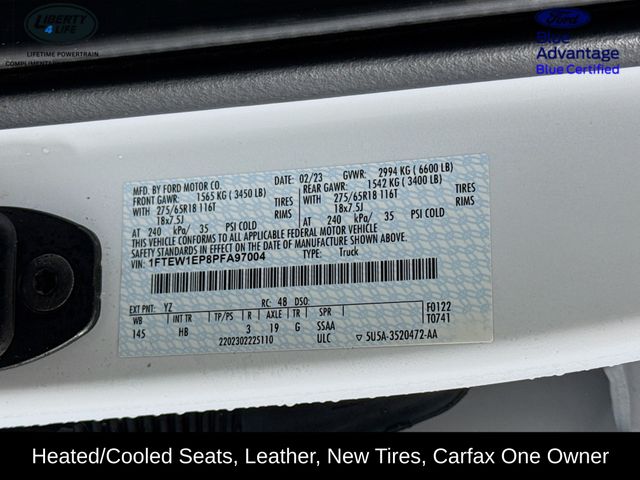 LIBERTY
4 LIFE
LIFETIME POWERTRAIN
Ford
Blue
Advantage
Blue Certified
MFD. BY FORD MOTOR CO.
DATE: 02/23 GVWR: 2994 KG ( 6600 LB)
FRONT GAWR: 1565 KG ( 3450 LB)
REAR GAWR: 1542 KG ( 3400 LB)
WITH 275/65R18 116T TIRES
WITH 275/65R18 116T TIRES
18x7.5J RIMS
18x7.5J RIMS
AT 240 kPa/ 35 PSI COLD
AT 240 kPa/ 35 PSI COLD
THIS VEHICLE CONFORMS TO ALL APPLICABLE FEDERAL MOTOR VEHICLE
SAFETY STANDARDS IN EFFECT ON THE DATE OF MANUFACTURE SHOWN ABOVE.
VIN: 1FTEW1EP8PFA97004
TYPE: Truck
EXT PNT: YZ RC: 48 DSO:
WB INT TR TP/PS R AXLE TR SPR
145 HB 3 19 G SSAA
2202302225110 ULC
F0122
T0741
▽ 5U5A-3520472-AA
Heated/Cooled Seats, Leather, New Tires, Carfax One Owner